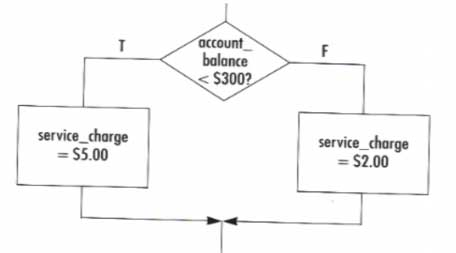 T
account_
balance
< $300?
F
service_charge
= $5.00
service_charge
= $2.00